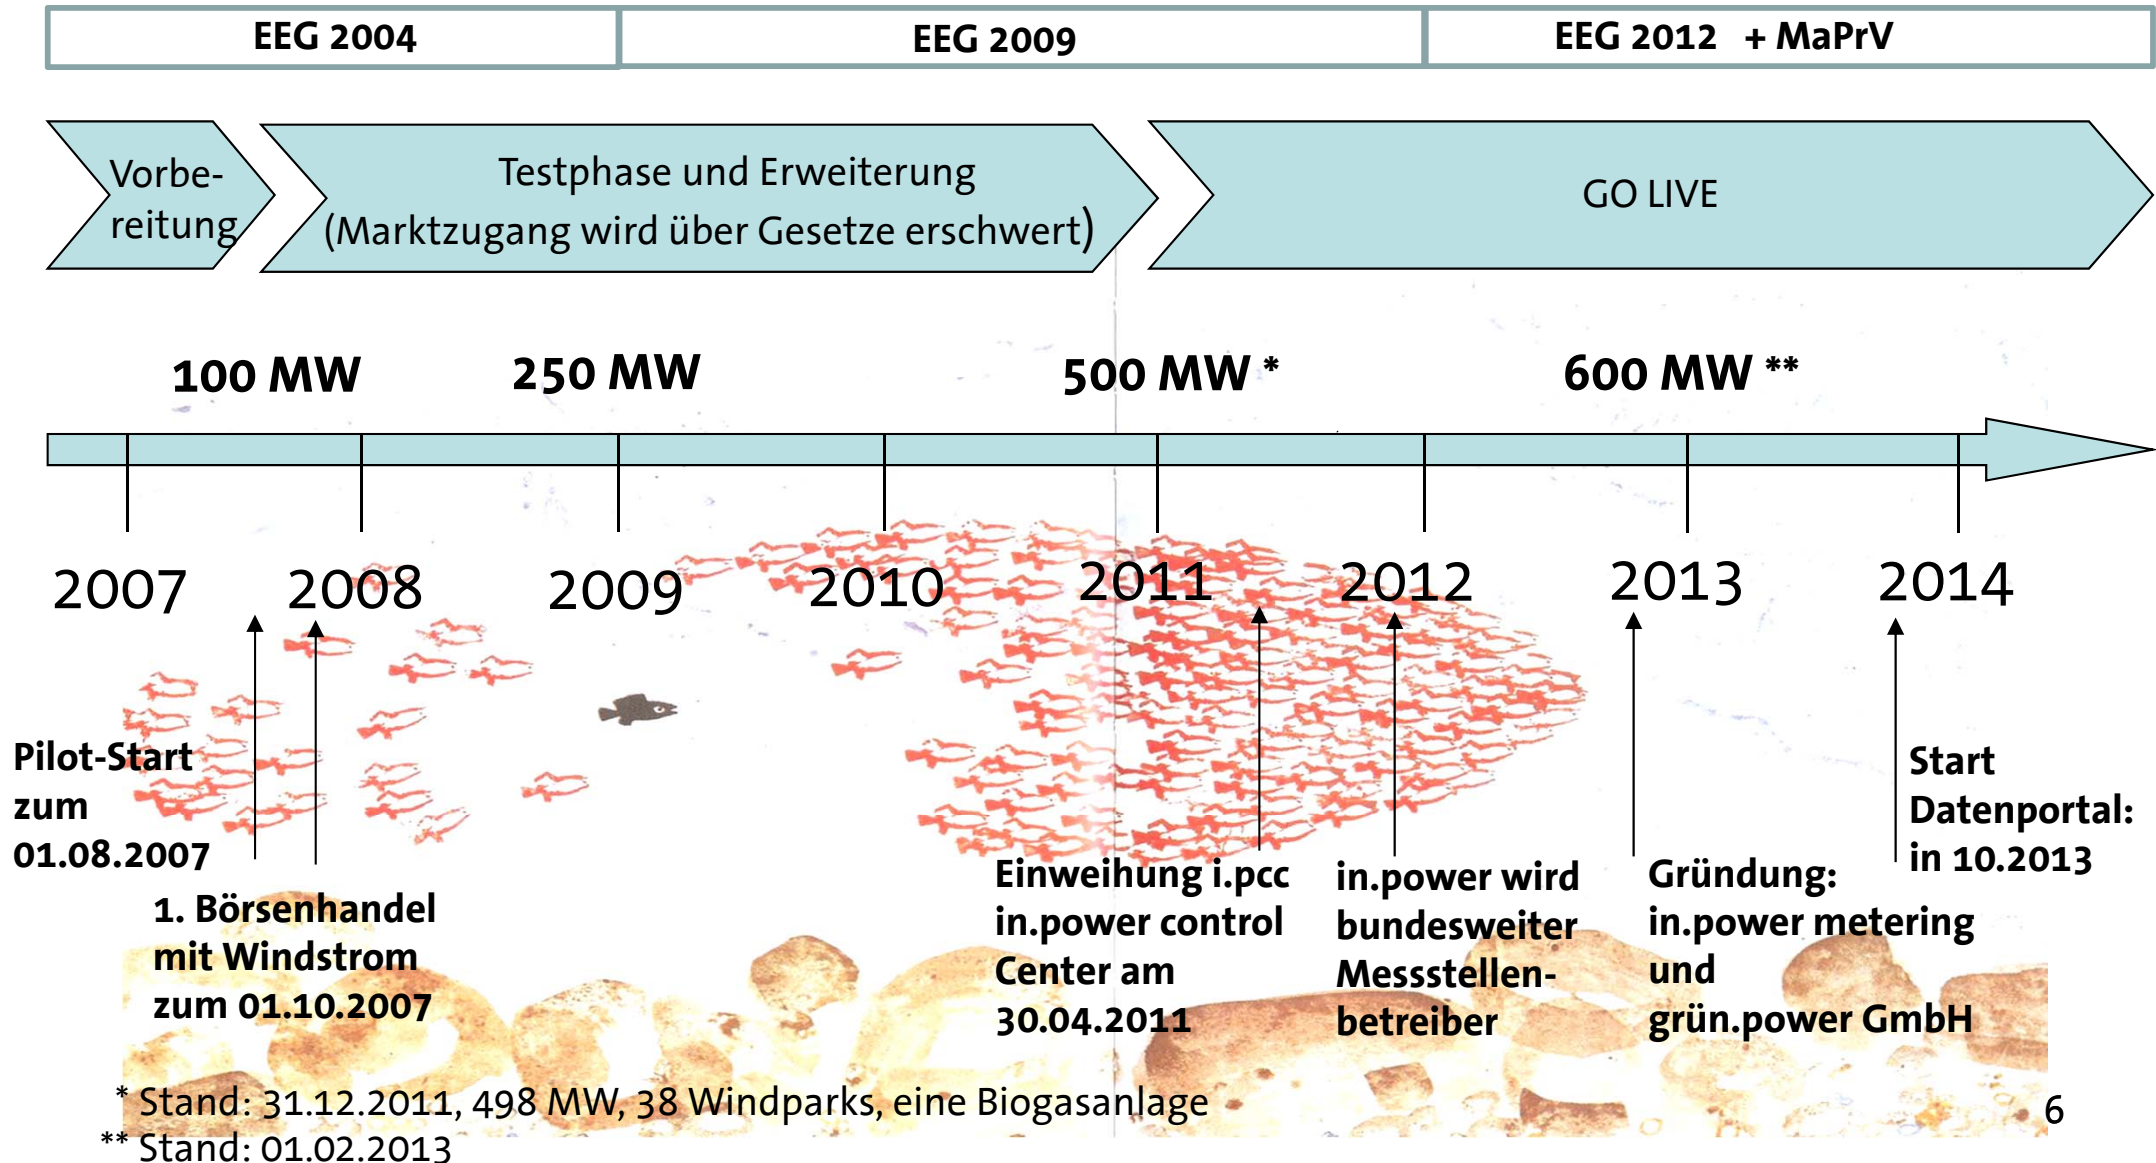 EEG 2004
EEG 2009
EEG 2012 + MaPrV
Vorbe-
reitung
Testphase und Erweiterung
(Marktzugang wird über Gesetze erschwert)
GO LIVE
100 MW
250 MW
500 MW *
600 MW **
2007
2008
2009
2010
2011
2012
2013
2014
Pilot-Start
zum
01.08.2007
1. Börsenhandel
mit Windstrom
zum 01.10.2007
Einweihung i.pcc
in.power control
Center am
30.04.2011
in.power wird
bundesweiter
Messstellen-
betreiber
Gründung:
in.power metering
und
grün.power GmbH
Start
Datenportal:
in 10.2013
* Stand: 31.12.2011, 498 MW, 38 Windparks, eine Biogasanlage
** Stand: 01.02.2013
6